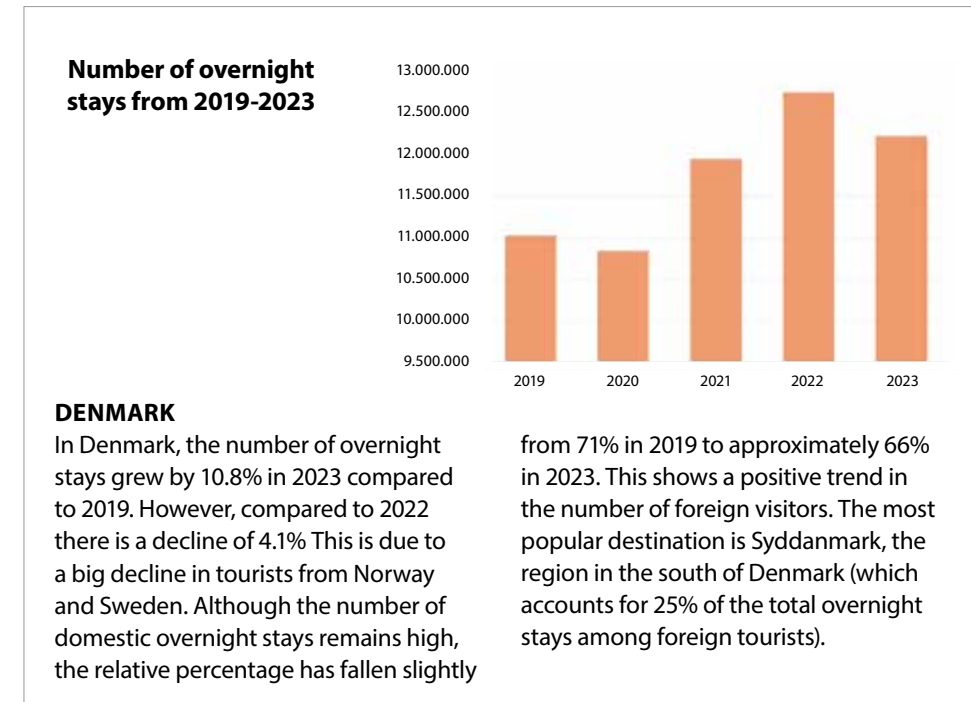 Number of overnight
stays from 2019-2023
13.000.000
12.500.000
12.000.000
11.500.000
11.000.000
10.500.000
10.000.000
9.500.000
2019 2020 2021 2022 2023
DENMARK
In Denmark, the number of overnight
stays grew by 10.8% in 2023 compared
to 2019. However, compared to 2022
there is a decline of 4.1% This is due to
a big decline in tourists from Norway
and Sweden. Although the number of
domestic overnight stays remains high,
the relative percentage has fallen slightly
from 71% in 2019 to approximately 66%
in 2023. This shows a positive trend in
the number of foreign visitors. The most
popular destination is Syddanmark, the
region in the south of Denmark (which
accounts for 25% of the total overnight
stays among foreign tourists).